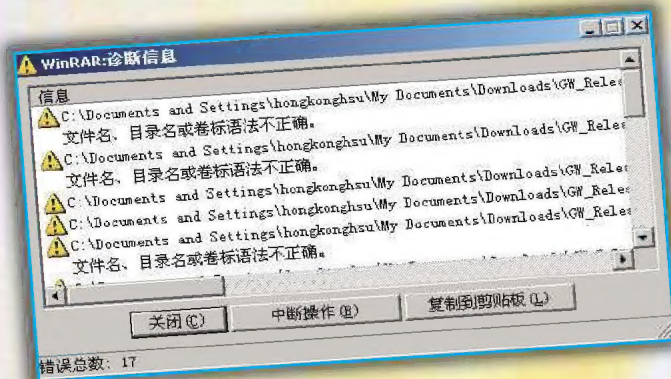 WinRAR:诊断信息
信息
C:\Documents and Settings\hongkonghsu\My Documents\Downloads\GW_Relea
文件名、目录名或卷标语法不正确。
C:\Documents and Settings\hongkonghsu\My Documents\Downloads\GW_Relea
文件名、目录名或卷标语法不正确。
C:\Documents and Settings\hongkonghsu\My Documents\Downloads\GW_Relea
C:\Documents and Settings\hongkonghsu\My Documents\Downloads\GW_Relea
C:\Documents and Settings\hongkonghsu\My Documents\Downloads\GW_Relea
文件名、目录名或卷标语法不正确。
关闭(C) 中断操作(B) 复制到剪贴板(L)
错误总数: 17